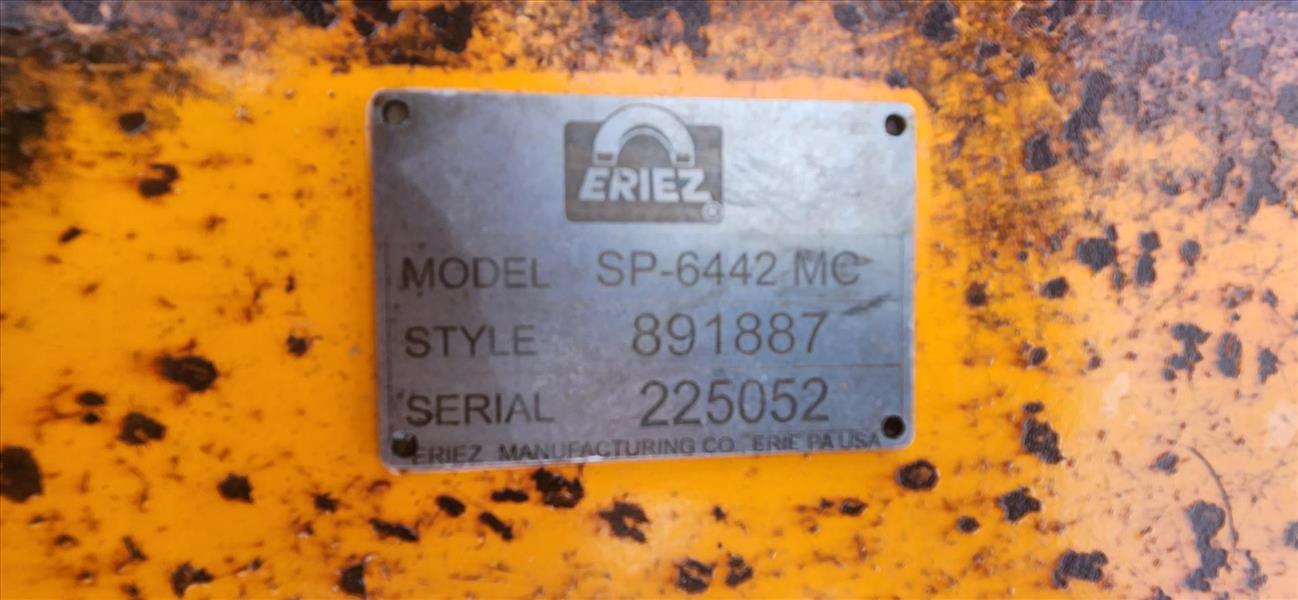 ERIEZ ®
MODEL SP-6442 MC
STYLE 891887
SERIAL 225052
ERIEZ MANUFACTURING CO. ERIE PA USA